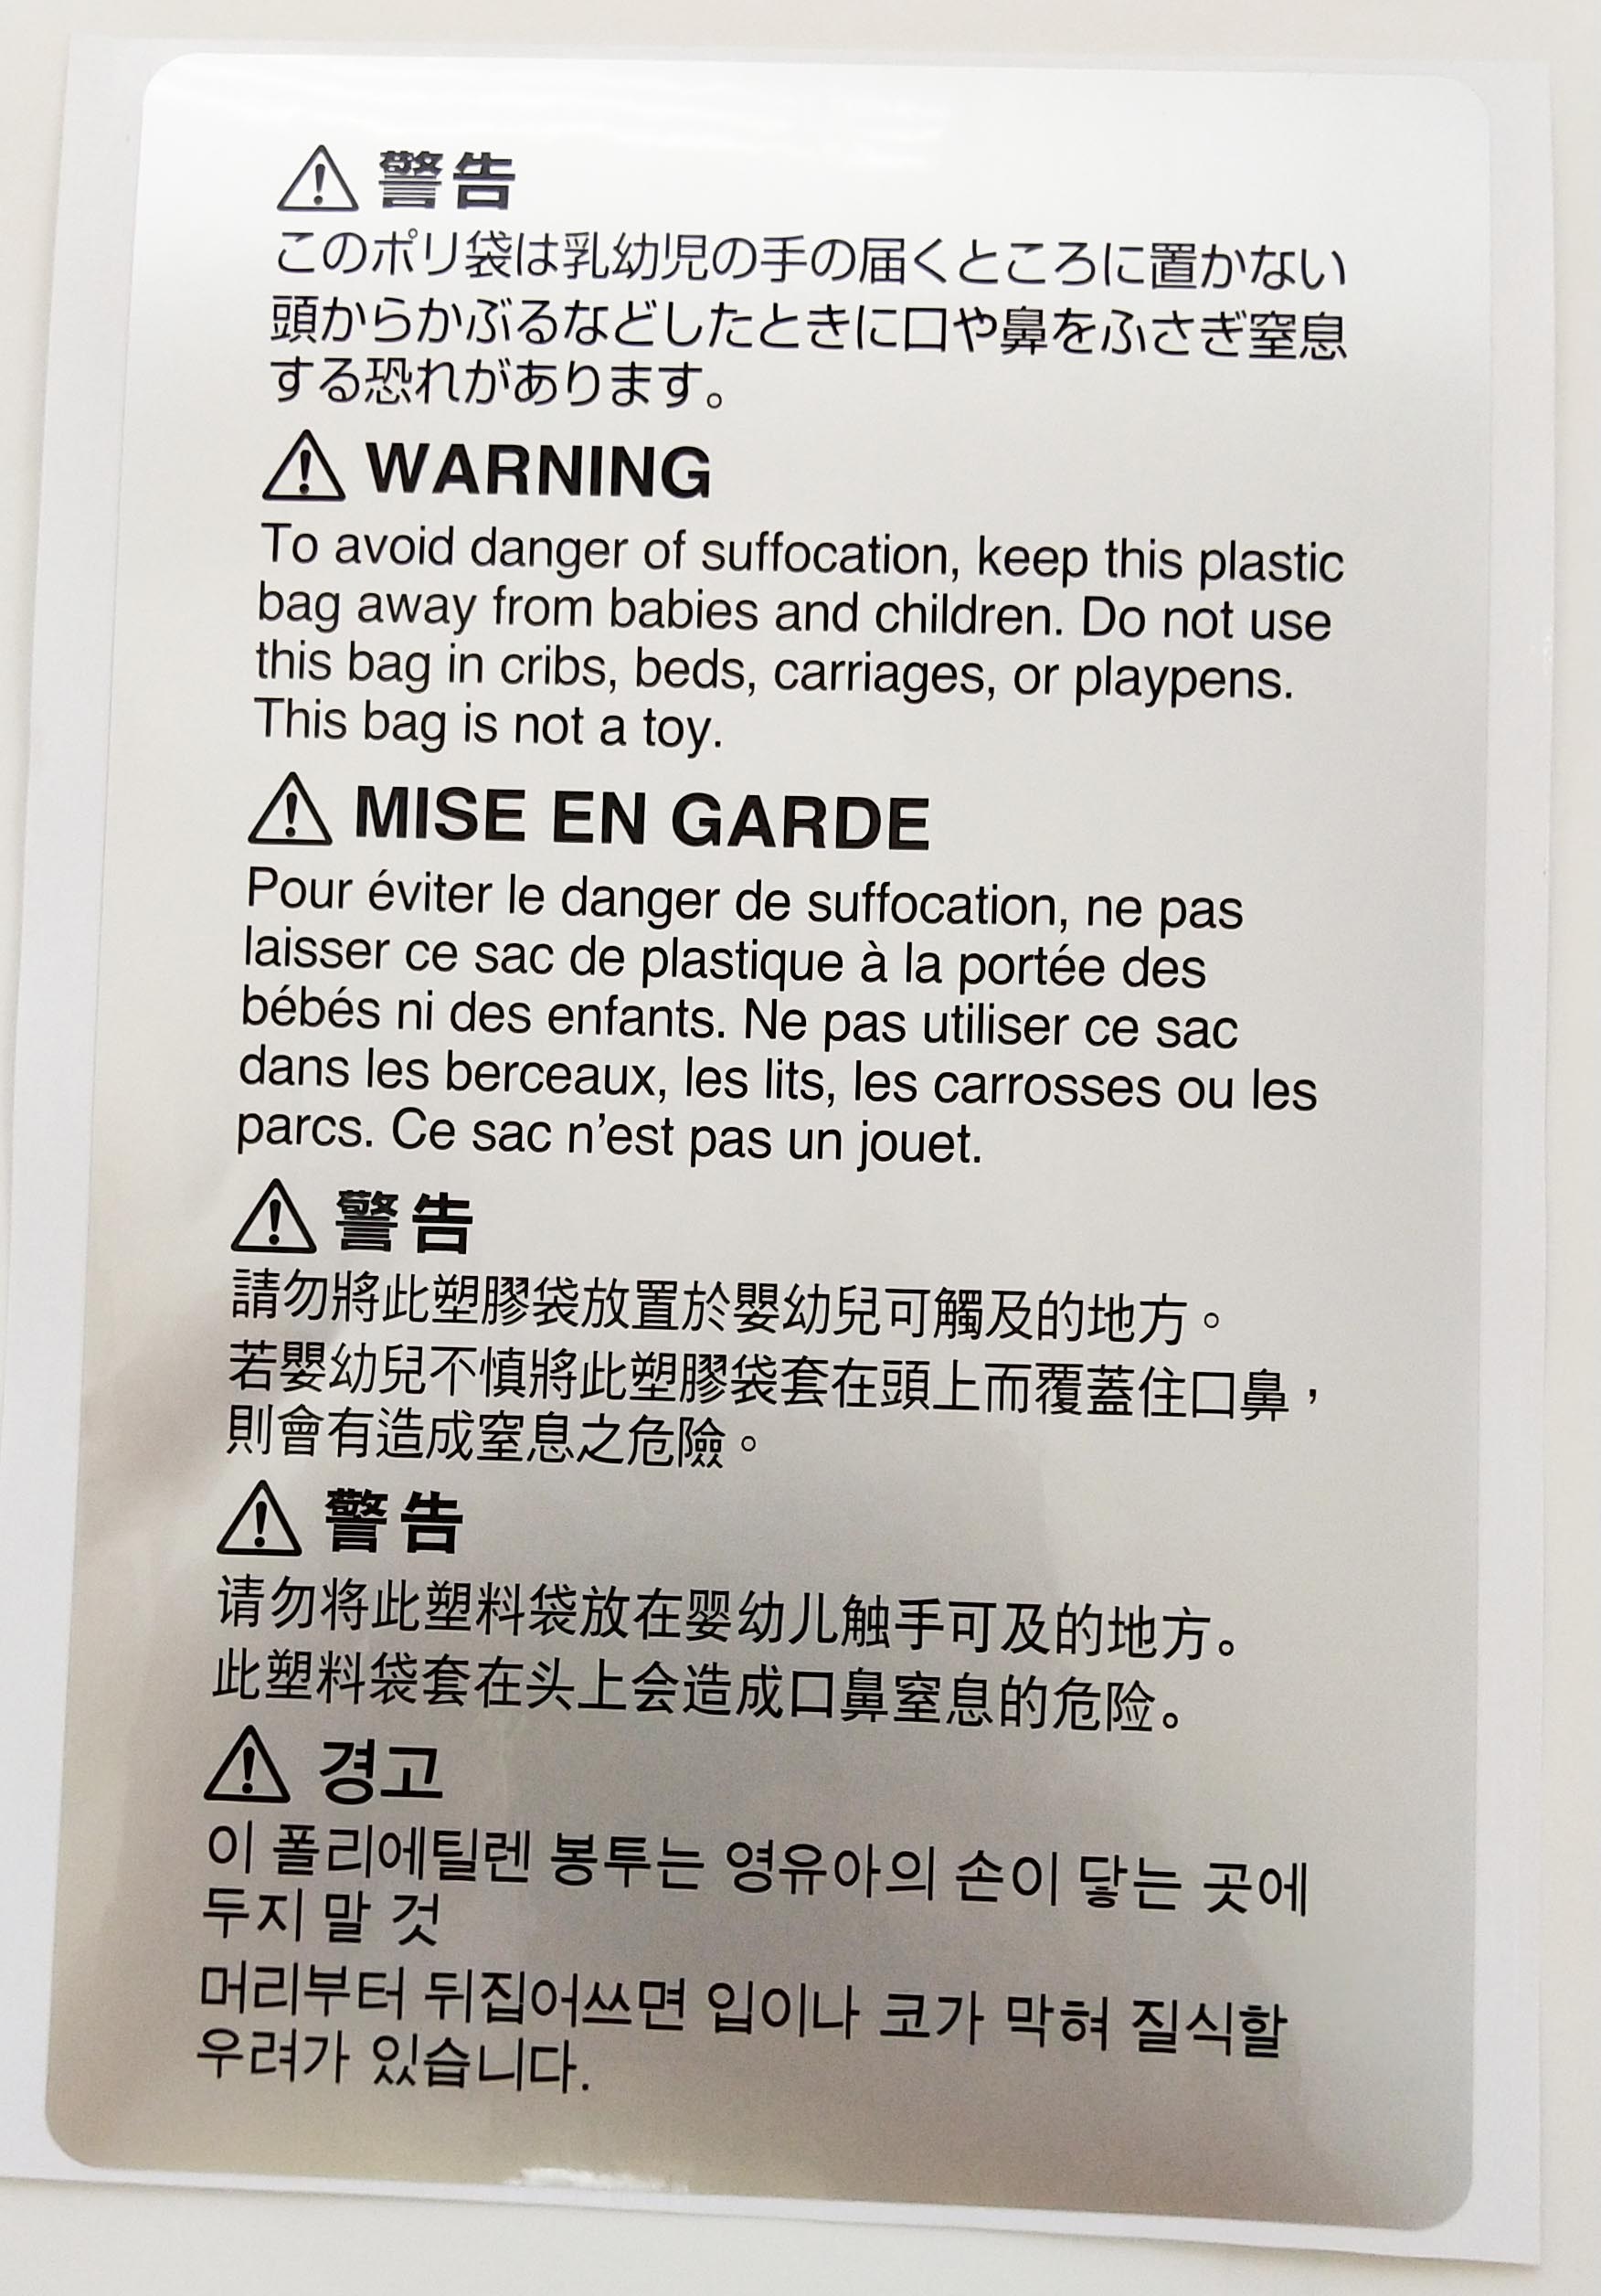 ⚠ 警告
このポリ袋は乳幼児の手の届くところに置かない
頭からかぶるなどしたときに口や鼻をふさぎ窒息
する恐れがあります。
⚠ WARNING
To avoid danger of suffocation, keep this plastic
bag away from babies and children. Do not use
this bag in cribs, beds, carriages, or playpens.
This bag is not a toy.
⚠ MISE EN GARDE
Pour éviter le danger de suffocation, ne pas
laisser ce sac de plastique à la portée des
bébés ni des enfants. Ne pas utiliser ce sac
dans les berceaux, les lits, les carrosses ou les
parcs. Ce sac n’est pas un jouet.
⚠ 警告
請勿將此塑膠袋放置於嬰幼兒可觸及的地方。
若嬰幼兒不慎將此塑膠袋套在頭上而覆蓋住口鼻，
則會有造成窒息之危險。
⚠ 警告
请勿将此塑料袋放在婴幼儿触手可及的地方。
此塑料袋套在头上会造成口鼻窒息的危险。
⚠ 경고
이 폴리에틸렌 봉투는 영유아의 손이 닿는 곳에
두지 말 것
머리부터 뒤집어쓰면 입이나 코가 막혀 질식할
우려가 있습니다.